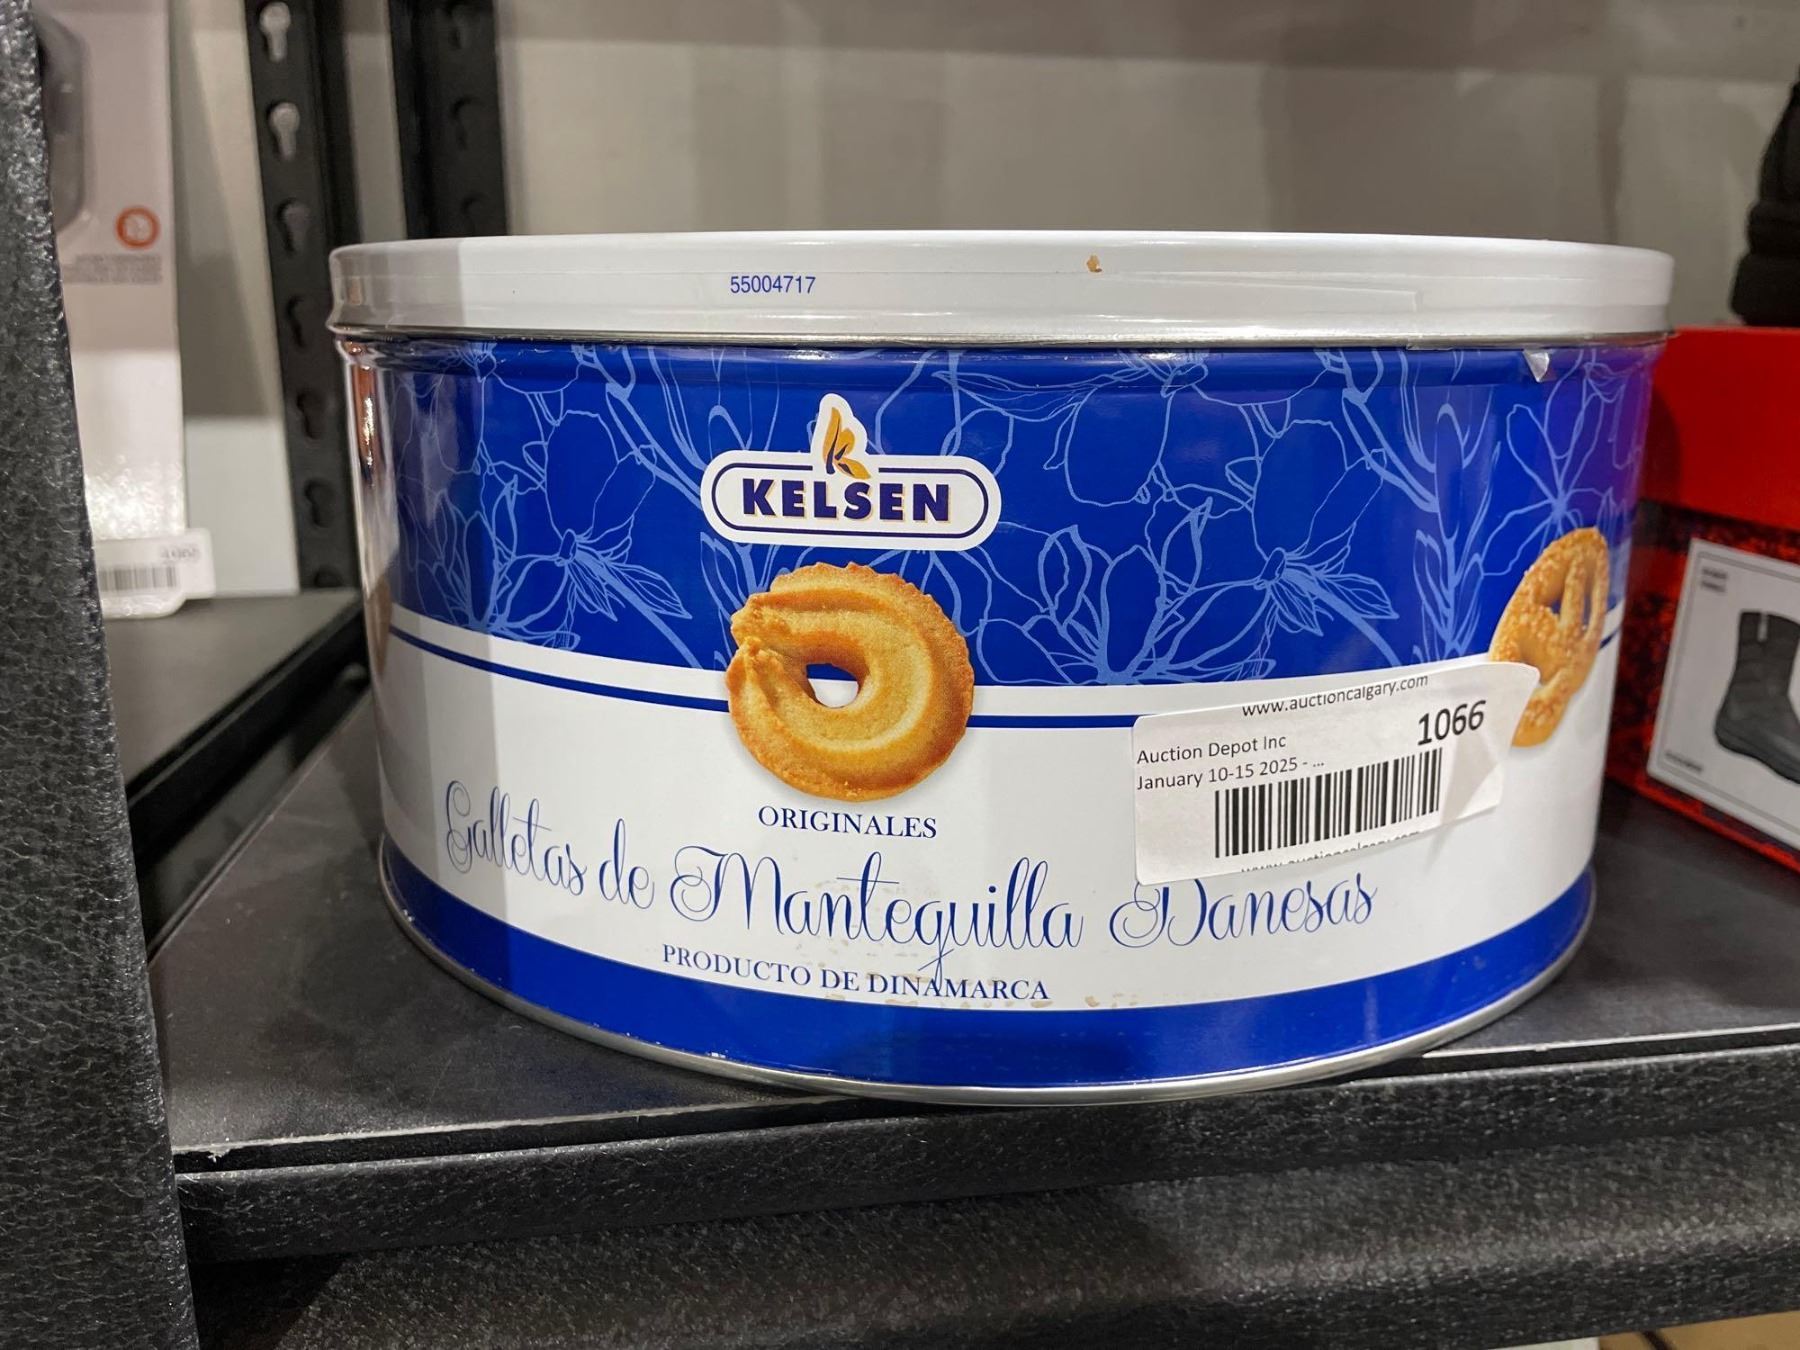 55004717
KELSEN
www.auctioncalgary.com
Auction Depot Inc
1066
January 10-15 2025 - ...
ORIGINALES
Galletas de Mantequilla Danesas
PRODUCTO DE DINAMARCA